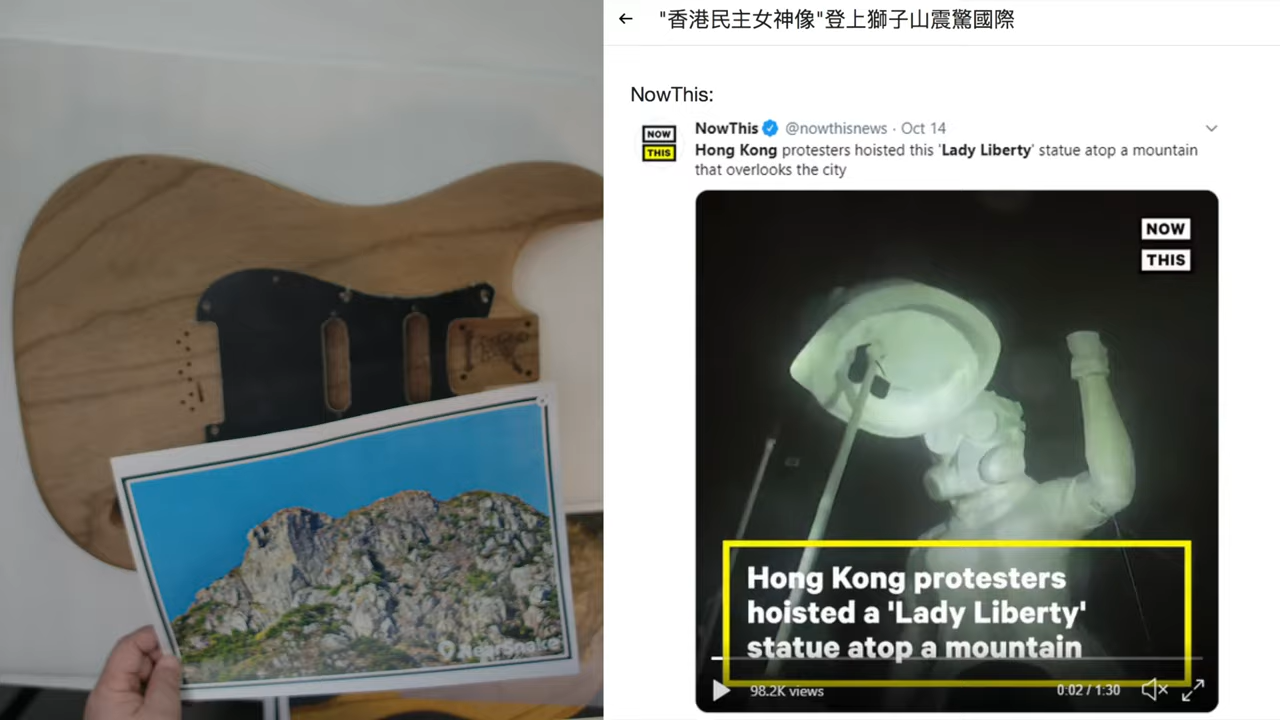 NearSnake
"香港民主女神像"登上獅子山震驚國際
NowThis:
NOW
THIS
NowThis @nowthisnews · Oct 14
Hong Kong protesters hoisted this 'Lady Liberty' statue atop a mountain
that overlooks the city
NOW
THIS
Hong Kong protesters
hoisted a 'Lady Liberty'
statue atop a mountain
98.2K views
0:02 / 1:30